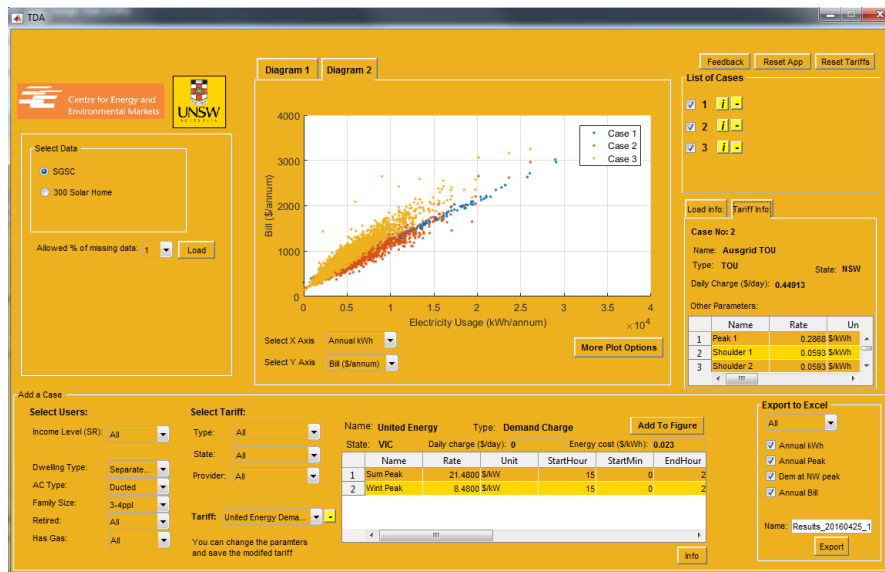 TDA
Centre for Energy and
Environmental Markets
UNSW
AUSTRALIA
Select Data
SGSC
300 Solar Home
Allowed % of missing data: 1 Load
Diagram 1 Diagram 2
4000
3000
2000
1000
0
Bill ($/annum)
Case 1
Case 2
Case 3
0 0.5 1 1.5 2 2.5 3 3.5 4
Electricity Usage (kWh/annum)
× 10^4
Select X Axis Annual kWh
Select Y Axis Bill ($/annum)
More Plot Options
Feedback Reset App Reset Tariffs
List of Cases
1 i -
2 i -
3 i -
Load info: Tariff Info:
Case No: 2
Name: Ausgrid TOU
Type: TOU State: NSW
Daily Charge ($/day): 0.44913
Other Parameters:
Name Rate Un
1 Peak 1 0.2868 $/kWh
2 Shoulder 1 0.0593 $/kWh
3 Shoulder 2 0.0593 $/kWh
Add a Case
Select Users:
Income Level (SR): All
Dwelling Type: Separate...
AC Type: Ducted
Family Size: 3-4ppl
Retired: All
Has Gas: All
Select Tariff:
Type: All
State: All
Provider: All
Tariff: United Energy Dema... -
You can change the paramters
and save the modifed tariff
Name: United Energy Type: Demand Charge Add To Figure
State: VIC Daily charge ($/day): 0 Energy cost ($/kWh): 0.023
Name Rate Unit StartHour StartMin EndHour
1 Sum Peak 21.4800 $/kW 15 0 2
2 Wint Peak 8.4800 $/kW 15 0 2
Info
Export to Excel
All
Annual kWh
Annual Peak
Dem at NW peak
Annual Bill
Name: Results_20160425_1
Export